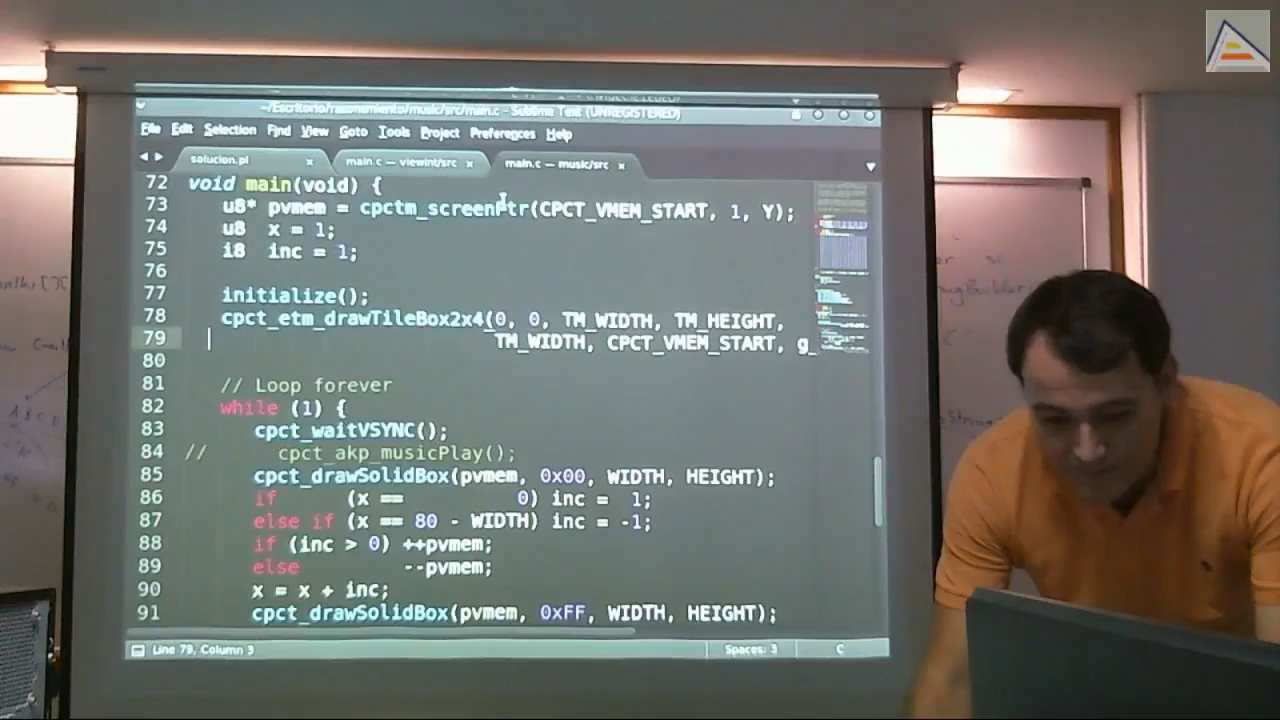 ~/Escritorio/razonamiento/music/src/main.c - Sublime Text (UNREGISTERED)
File Edit Selection Find View Goto Tools Project Preferences Help
solucion.pl × main.c — viewint/src × main.c — music/src ×
72 void main(void) {
73 u8* pvmem = cpctm_screenPtr(CPCT_VMEM_START, 1, Y);
74 u8 x = 1;
75 i8 inc = 1;
76
77 initialize();
78 cpct_etm_drawTileBox2x4(0, 0, TM_WIDTH, TM_HEIGHT,
79 TM_WIDTH, CPCT_VMEM_START, g_
80
81 // Loop forever
82 while (1) {
83 cpct_waitVSYNC();
84 // cpct_akp_musicPlay();
85 cpct_drawSolidBox(pvmem, 0x00, WIDTH, HEIGHT);
86 if (x == 0) inc = 1;
87 else if (x == 80 - WIDTH) inc = -1;
88 if (inc > 0) ++pvmem;
89 else --pvmem;
90 x = x + inc;
91 cpct_drawSolidBox(pvmem, 0xFF, WIDTH, HEIGHT);
Line 79, Column 3 Spaces: 3 C